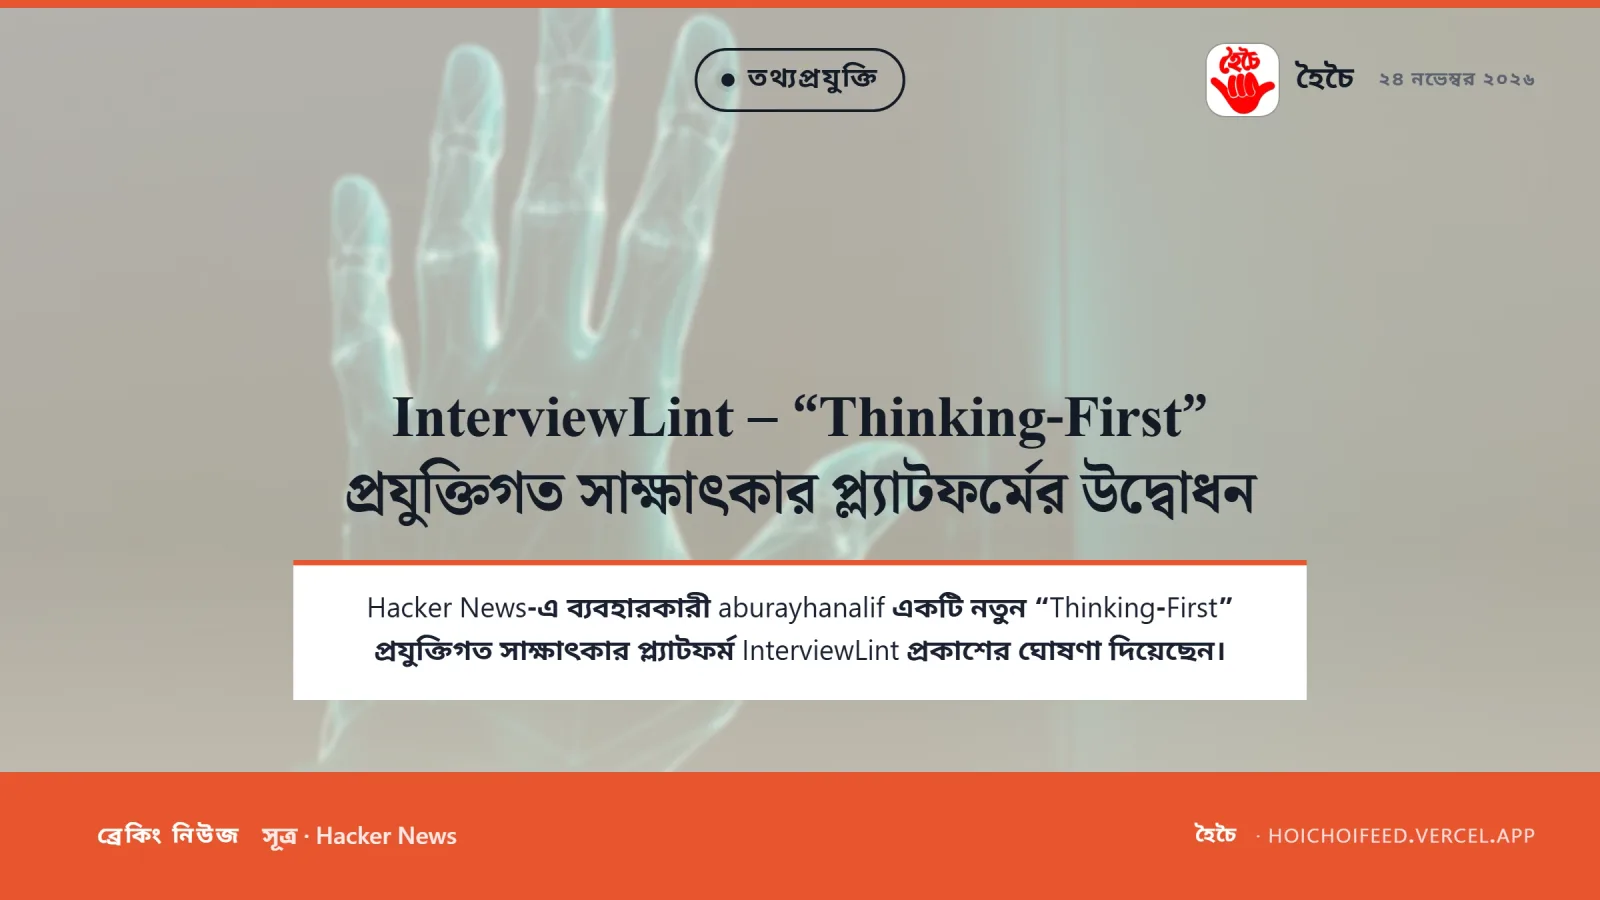 তথ্যপ্রযুক্তি
হৈচৈ
হৈচৈ ২৪ নভেম্বর ২০২৬
InterviewLint – “Thinking-First”
প্রযুক্তিগত সাক্ষাৎকার প্ল্যাটফর্মের উদ্বোধন
Hacker News-এ ব্যবহারকারী aburayhanalif একটি নতুন “Thinking-First”
প্রযুক্তিগত সাক্ষাৎকার প্ল্যাটফর্ম InterviewLint প্রকাশের ঘোষণা দিয়েছেন।
ব্রেকিং নিউজ সূত্র · Hacker News
হৈচৈ · HOICHOIFEED.VERCEL.APP